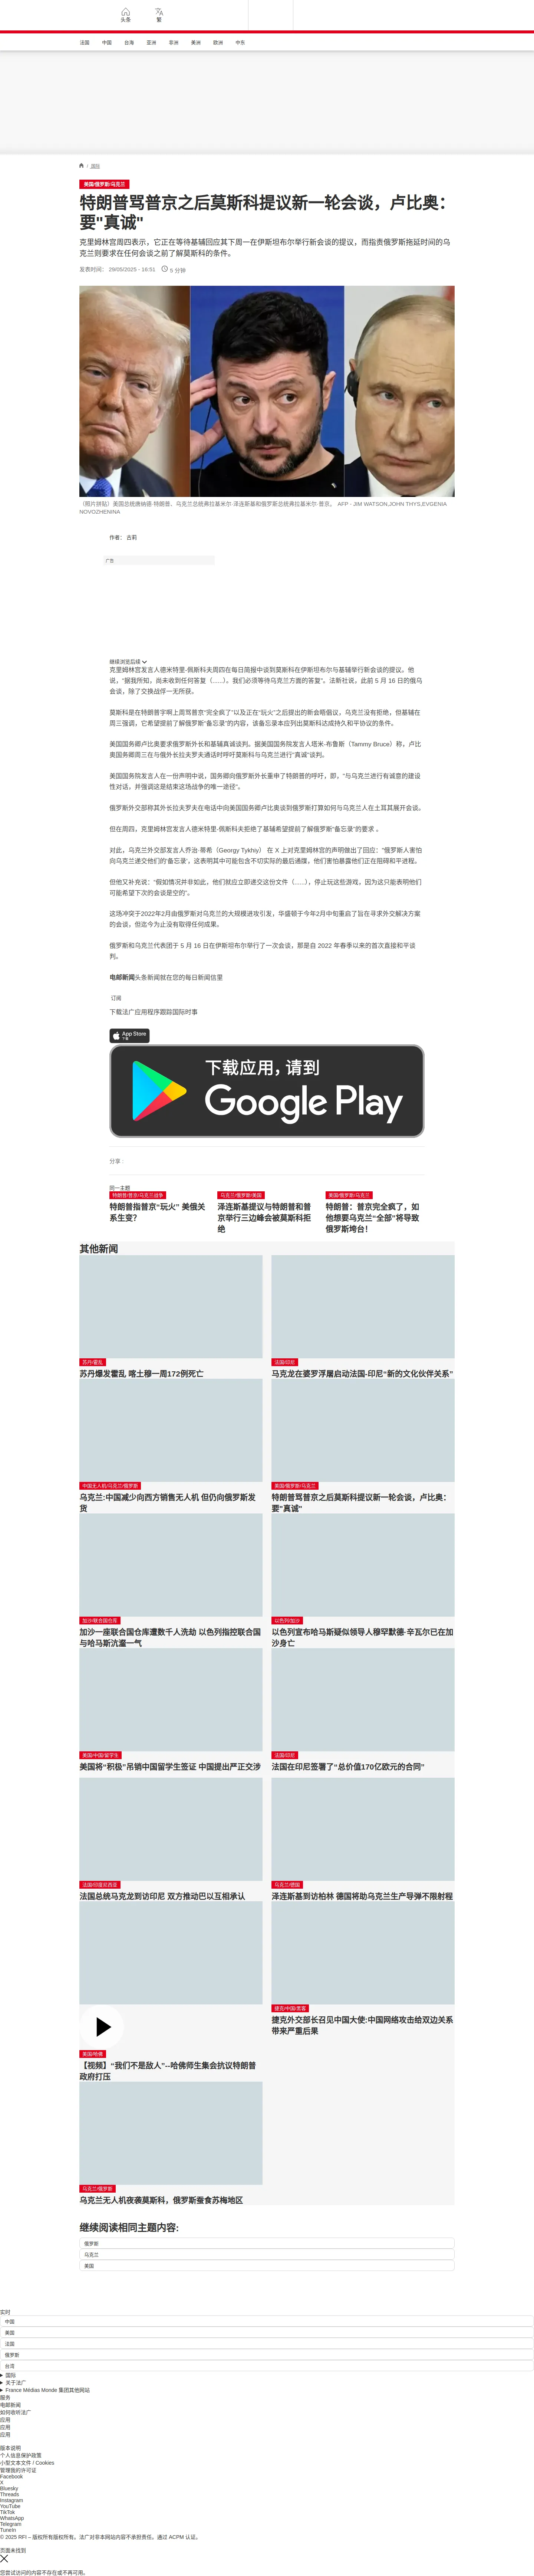 头条
繁
法国
中国
台海
亚洲
非洲
美洲
欧洲
中东
/ 国际
美国/俄罗斯/乌克兰
特朗普骂普京之后莫斯科提议新一轮会谈，卢比奥：
要"真诚"
克里姆林宫周四表示，它正在等待基辅回应其下周一在伊斯坦布尔举行新会谈的提议，而指责俄罗斯拖延时间的乌
克兰则要求在任何会谈之前了解莫斯科的条件。
发表时间： 29/05/2025 - 16:51 5 分钟
（照片拼贴）美国总统唐纳德·特朗普、乌克兰总统弗拉基米尔·泽连斯基和俄罗斯总统弗拉基米尔·普京。 AFP - JIM WATSON,JOHN THYS,EVGENIA
NOVOZHENINA
作者： 古莉
广告
继续浏览后续
克里姆林宫发言人德米特里·佩斯科夫周四在每日简报中谈到莫斯科在伊斯坦布尔与基辅举行新会谈的提议，他
说，“据我所知，尚未收到任何答复（......）。我们必须等待乌克兰方面的答复”。法新社说，此前 5 月 16 日的俄乌
会谈，除了交换战俘一无所获。
莫斯科是在特朗普字啊上周骂普京“完全疯了”以及正在“玩火”之后提出的新会晤倡议，乌克兰没有拒绝，但基辅在
周三强调，它希望提前了解俄罗斯“备忘录”的内容，该备忘录本应列出莫斯科达成持久和平协议的条件。
美国国务卿卢比奥要求俄罗斯外长和基辅真诚谈判。据美国国务院发言人塔米·布鲁斯（Tammy Bruce）称，卢比
奥国务卿周三在与俄外长拉夫罗夫通话时呼吁莫斯科与乌克兰进行“真诚”谈判。
美国国务院发言人在一份声明中说，国务卿向俄罗斯外长重申了特朗普的呼吁，即，“与乌克兰进行有诚意的建设
性对话，并强调这是结束这场战争的唯一途径”。
俄罗斯外交部称其外长拉夫罗夫在电话中向美国国务卿卢比奥谈到俄罗斯打算如何与乌克兰人在土耳其展开会谈。
但在周四，克里姆林宫发言人德米特里·佩斯科夫拒绝了基辅希望提前了解俄罗斯“备忘录”的要求 。
对此，乌克兰外交部发言人乔治·蒂希（Georgy Tykhiy） 在 X 上对克里姆林宫的声明做出了回应：“俄罗斯人害怕
向乌克兰递交他们的‘备忘录’，这表明其中可能包含不切实际的最后通牒，他们害怕暴露他们正在阻碍和平进程。
但他又补充说：“假如情况并非如此，他们就应立即递交这份文件（......），停止玩这些游戏，因为这只能表明他们
可能希望下次的会谈是空的”。
这场冲突于2022年2月由俄罗斯对乌克兰的大规模进攻引发，华盛顿于今年2月中旬重启了旨在寻求外交解决方案
的会谈，但迄今为止没有取得任何成果。
俄罗斯和乌克兰代表团于 5 月 16 日在伊斯坦布尔举行了一次会谈，那是自 2022 年春季以来的首次直接和平谈
判。
电邮新闻头条新闻就在您的每日新闻信里
订阅
下载法广应用程序跟踪国际时事
App Store
下载应用，请到
Google Play
分享 :
同一主题
特朗普/普京/乌克兰战争
特朗普指普京“玩火” 美俄关
系生变?
乌克兰/俄罗斯/美国
泽连斯基提议与特朗普和普
京举行三边峰会被莫斯科拒
绝
美国/俄罗斯/乌克兰
特朗普：普京完全疯了，如
他想要乌克兰“全部”将导致
俄罗斯垮台!
其他新闻
苏丹/霍乱
苏丹爆发霍乱 喀土穆一周172例死亡
法国/印尼
马克龙在婆罗浮屠启动法国-印尼“新的文化伙伴关系”
中国无人机/乌克兰/俄罗斯
乌克兰:中国减少向西方销售无人机 但仍向俄罗斯发
货
美国/俄罗斯/乌克兰
特朗普骂普京之后莫斯科提议新一轮会谈，卢比奥：
要"真诚"
加沙/联合国仓库
加沙一座联合国仓库遭数千人洗劫 以色列指控联合国
与哈马斯沆瀣一气
以色列/加沙
以色列宣布哈马斯疑似领导人穆罕默德·辛瓦尔已在加
沙身亡
美国/中国/留学生
美国将“积极”吊销中国留学生签证 中国提出严正交涉
法国/印尼
法国在印尼签署了“总价值170亿欧元的合同”
法国/印度尼西亚
法国总统马克龙到访印尼 双方推动巴以互相承认
乌克兰/德国
泽连斯基到访柏林 德国将助乌克兰生产导弹不限射程
美国/哈佛
【视频】“我们不是敌人”--哈佛师生集会抗议特朗普
政府打压
捷克/中国/黑客
捷克外交部长召见中国大使:中国网络攻击给双边关系
带来严重后果
乌克兰/俄罗斯
乌克兰无人机夜袭莫斯科，俄罗斯蚕食苏梅地区
继续阅读相同主题内容:
俄罗斯
乌克兰
美国
实时
中国
美国
法国
俄罗斯
台湾
国际
关于法广
France Médias Monde 集团其他网站
服务
电邮新闻
如何收听法广
应用
应用
应用
版本说明
个人信息保护政策
小型文本文件 / Cookies
管理我的许可证
Facebook
X
Bluesky
Threads
Instagram
YouTube
TikTok
WhatsApp
Telegram
TuneIn
© 2025 RFI – 版权所有版权所有。法广对非本网站内容不承担责任。通过 ACPM 认证。
页面未找到
您尝试访问的内容不存在或不再可用。